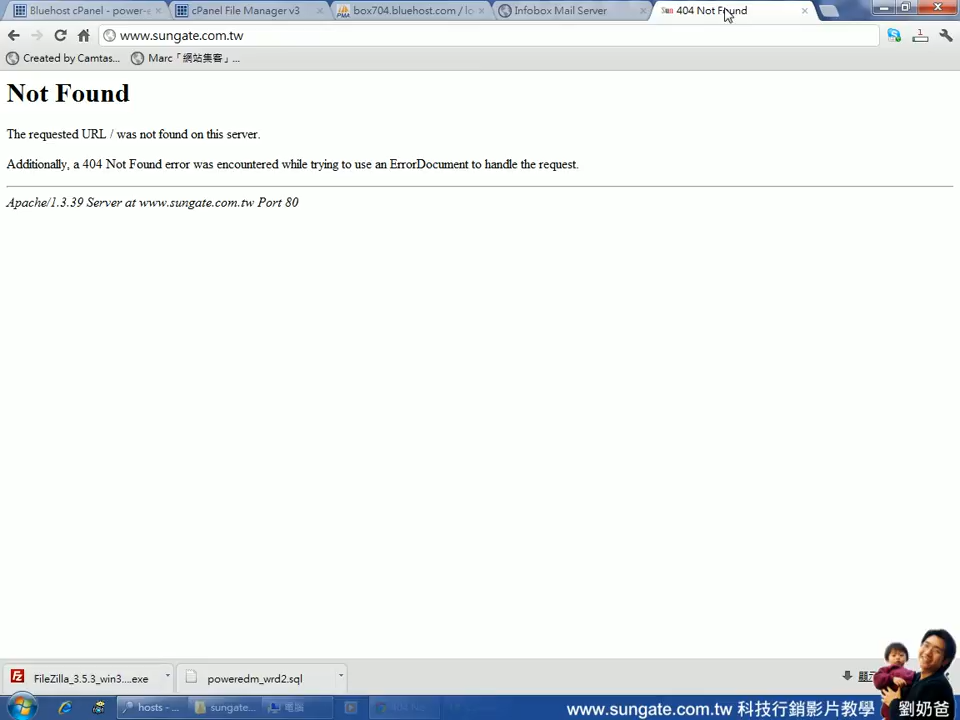 Bluehost cPanel - power-e
cPanel File Manager v3
box704.bluehost.com / lo
Infobox Mail Server
404 Not Found
www.sungate.com.tw
Created by Camtas...
Marc「網站集客」...
Not Found
The requested URL / was not found on this server.
Additionally, a 404 Not Found error was encountered while trying to use an ErrorDocument to handle the request.
Apache/1.3.39 Server at www.sungate.com.tw Port 80
FileZilla_3.5.3_win3....exe
poweredm_wrd2.sql
hosts - ...
sungate...
電腦
www.sungate.com.tw 科技行銷影片教學
劉奶爸